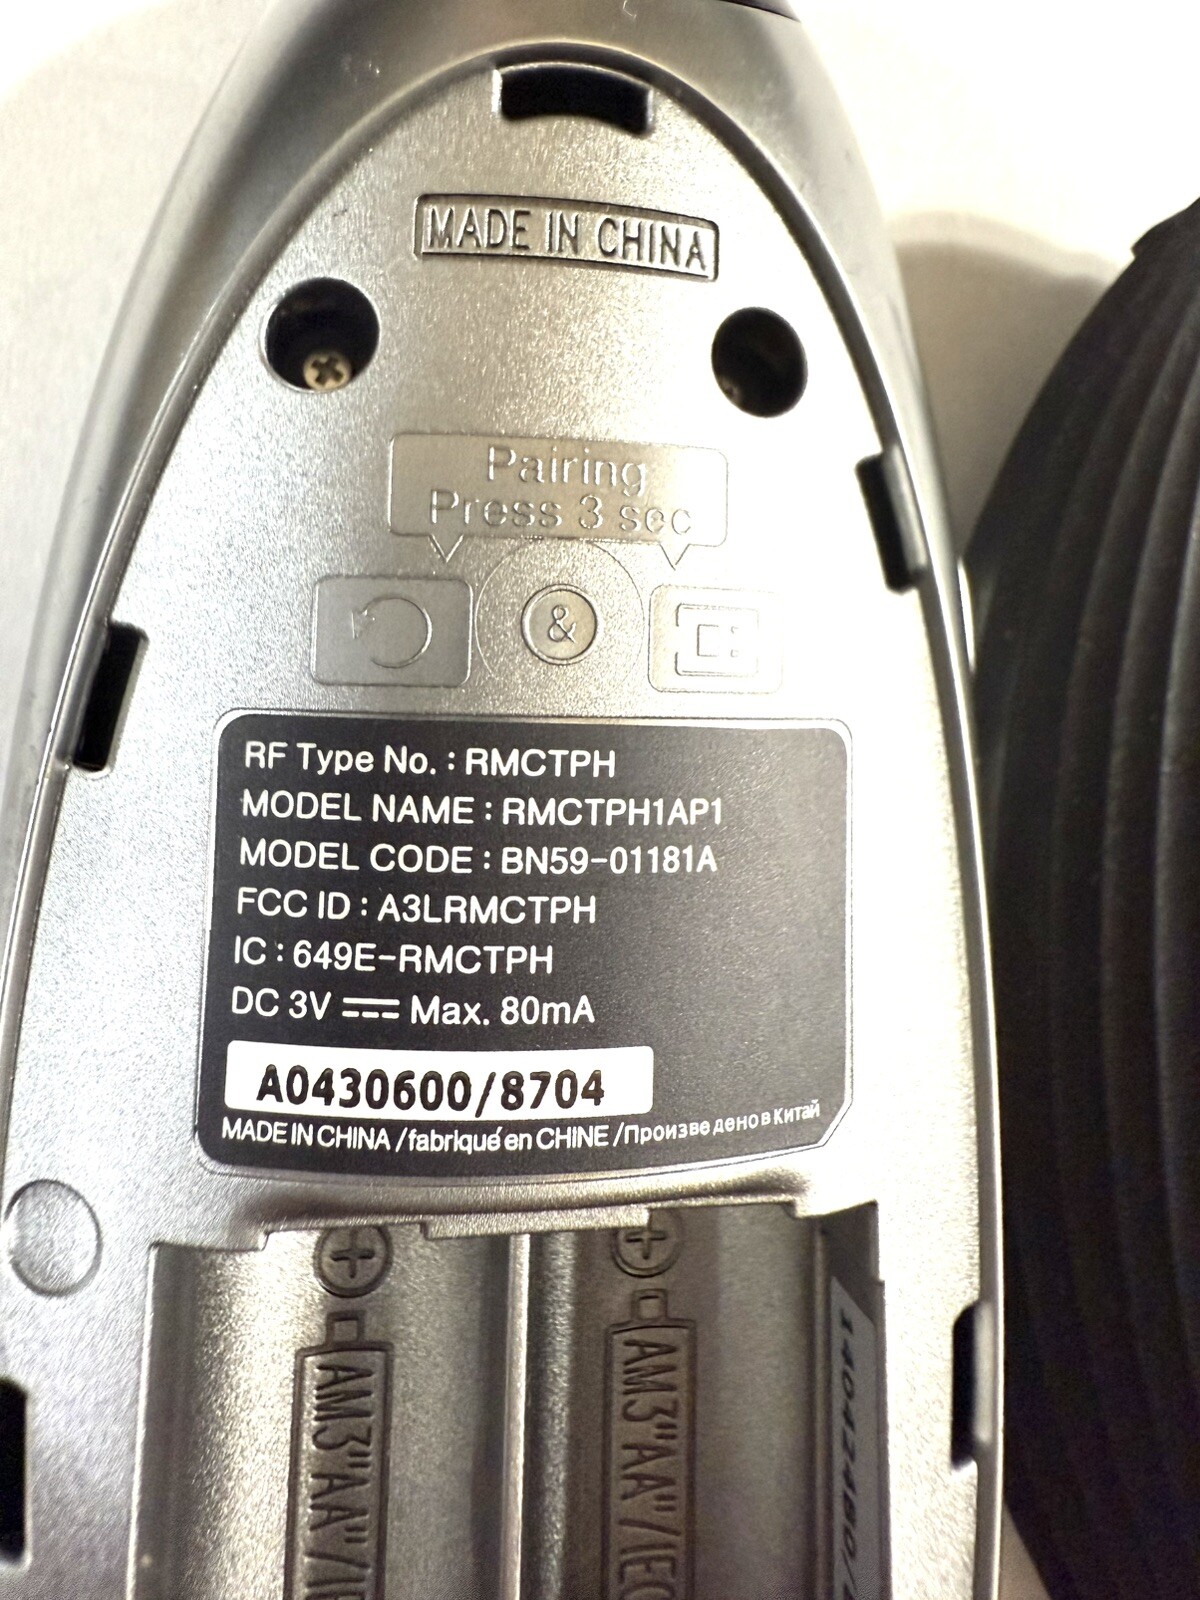 MADE IN CHINA
Pairing
Press 3 sec
&
RF Type No. : RMCTPH
MODEL NAME : RMCTPH1AP1
MODEL CODE : BN59-01181A
FCC ID : A3LRMCTPH
IC : 649E-RMCTPH
DC 3V Max. 80mA
A0430600/8704
MADE IN CHINA /fabriqué en CHINE /Произведено в Китай
+ +
AM3"AA"/
AM3"AA"/IEC